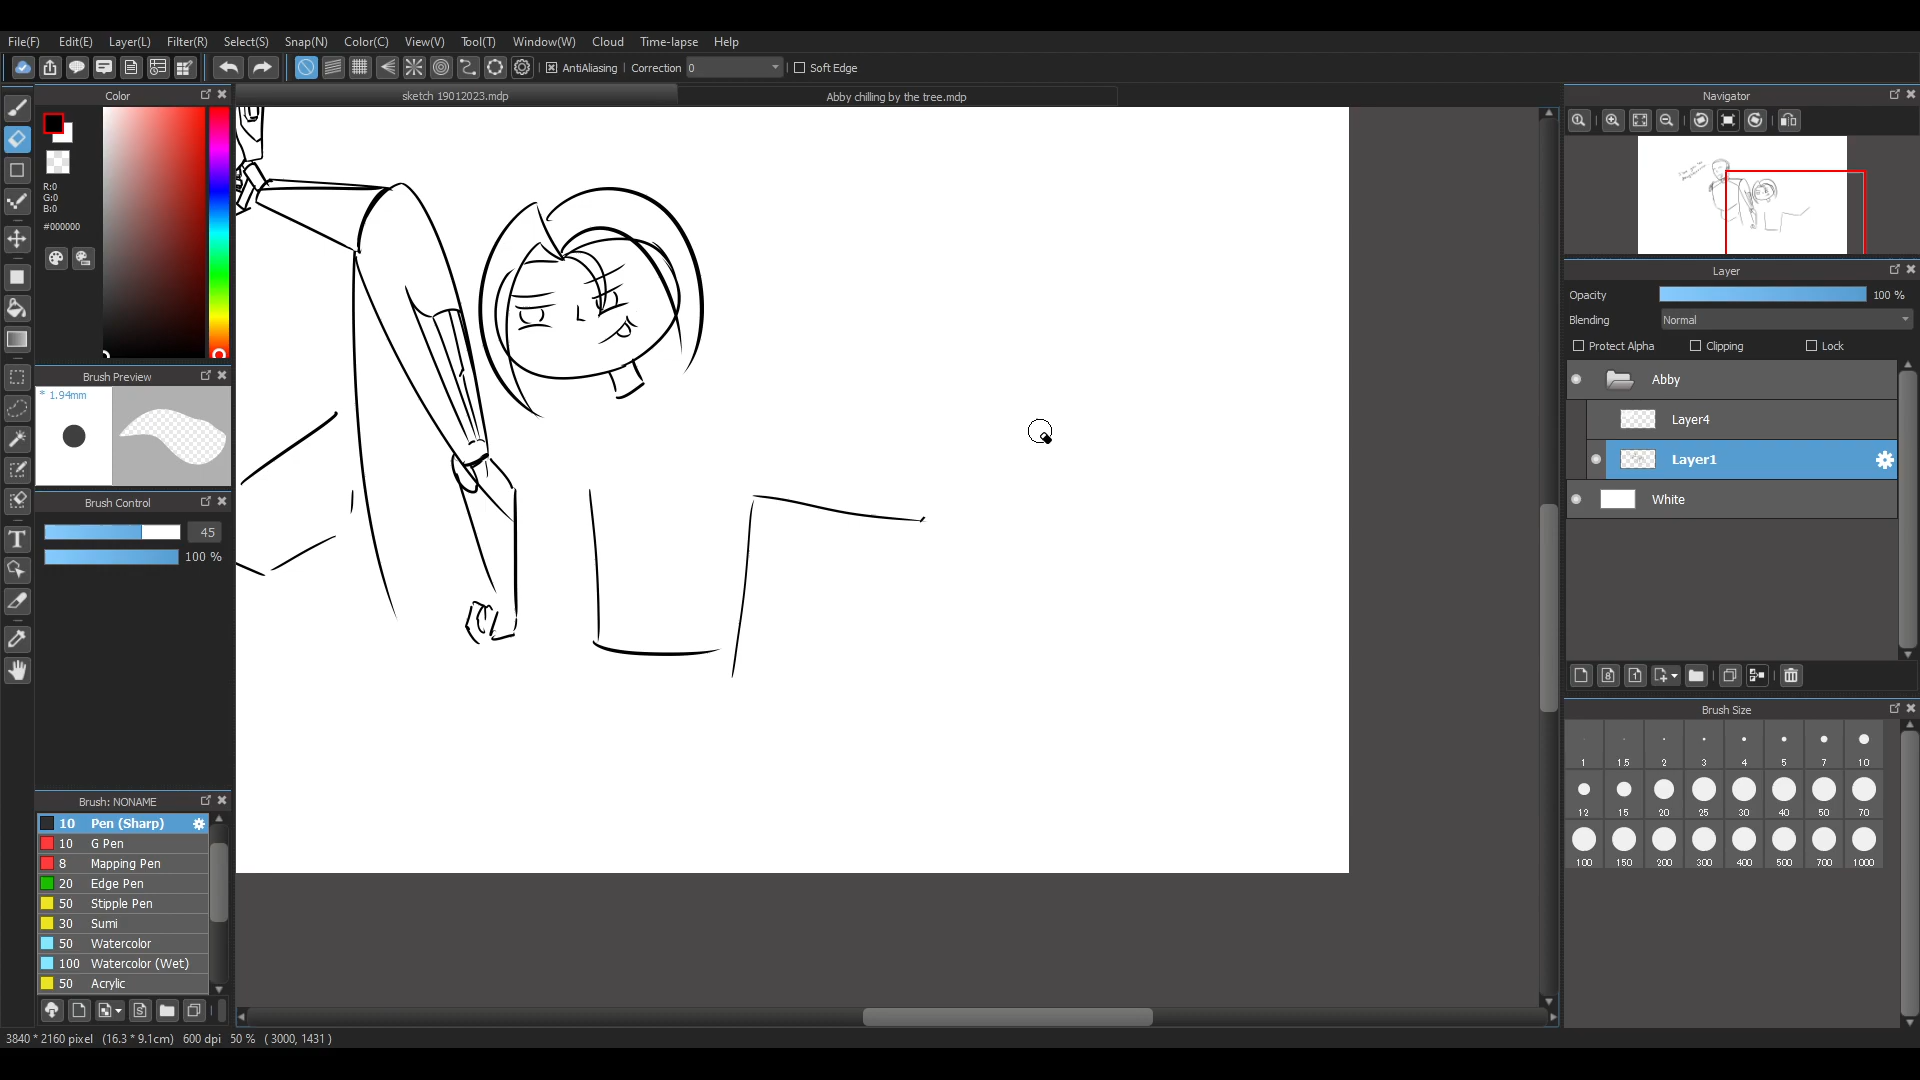 File(F) Edit(E) Layer(L) Filter(R) Select(S) Snap(N) Color(C) View(V) Tool(T) Window(W) Cloud Time-lapse Help
AntiAliasing Correction 0 Soft Edge
Color
sketch 19012023.mdp
Abby chilling by the tree.mdp
R:0
G:0
B:0
#000000
Brush Preview
* 1.94mm
Brush Control
45
100 %
Brush: NONAME
10 Pen (Sharp)
10 G Pen
8 Mapping Pen
20 Edge Pen
50 Stipple Pen
30 Sumi
50 Watercolor
100 Watercolor (Wet)
50 Acrylic
3840 * 2160 pixel (16.3 * 9.1cm) 600 dpi 50 % ( 3000, 1431 )
Navigator
Layer
Opacity 100 %
Blending Normal
Protect Alpha Clipping Lock
Abby
Layer4
Layer1
White
Brush Size
1 1.5 2 3 4 5 7 10
12 15 20 25 30 40 50 70
100 150 200 300 400 500 700 1000